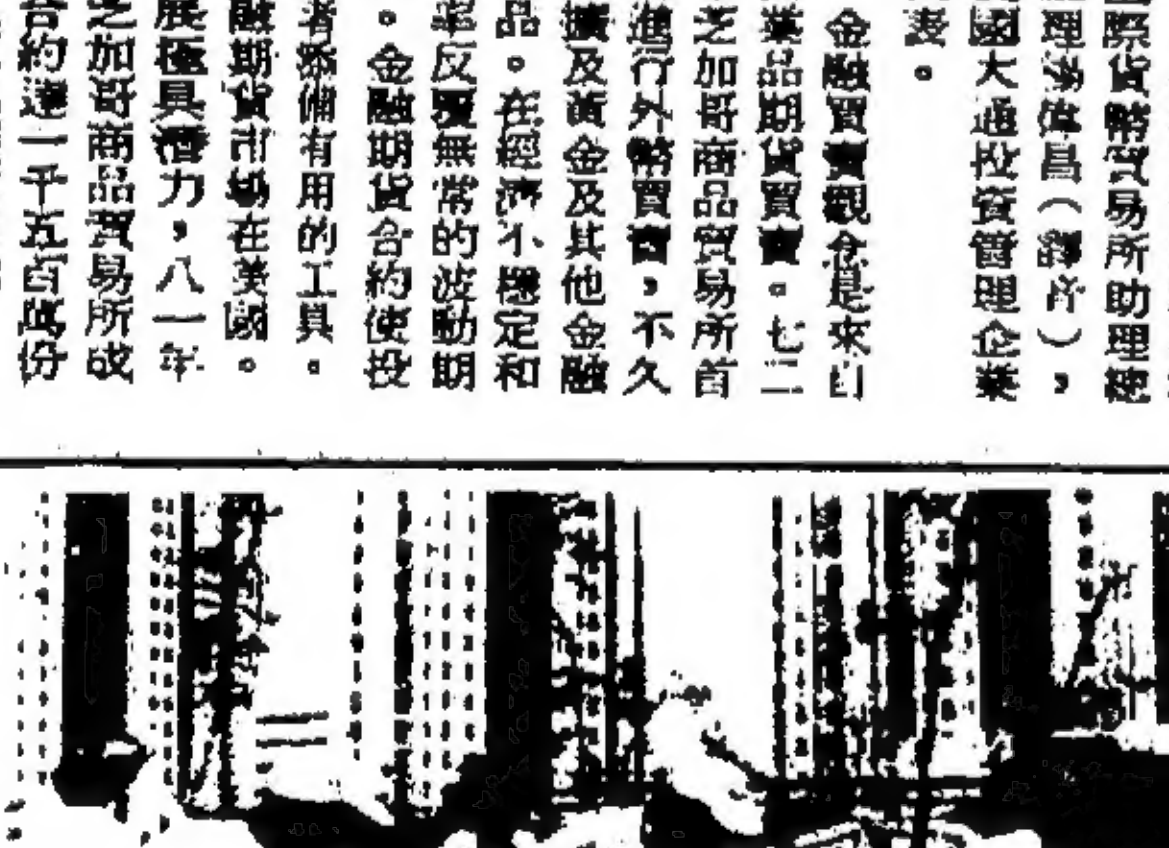 際貨幣貿易所助理總
理楊偉昌（譯音），
國大通投資管理企業
表。
金融買賣觀念是來自
業品期貨買賣。七二
之加哥商品貿易所首
進行外幣買賣，不久
擴及黃金及其他金融
品。在經濟不穩定和
率反覆無常的波動期
。金融期貨合約使投
者添備有用的工具。
融期貨市場在美國。
展極具潛力，八一年
之加哥商品貿易所成
合約達一千五百萬份